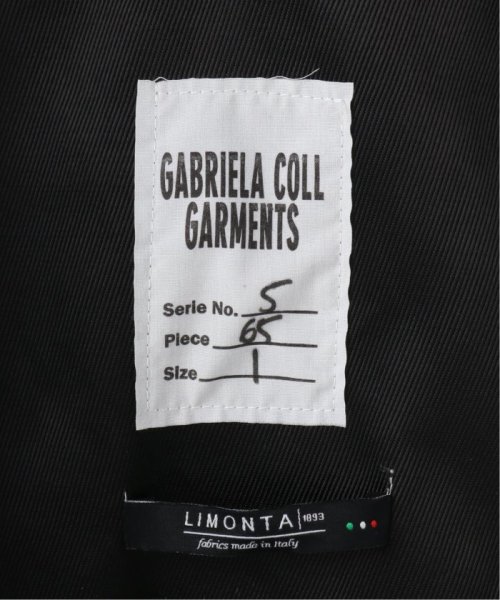 GABRIELA COLL
GARMENTS
Serie No. 5
Piece 65
Size 1
LIMONTA 1893
fabrics made in Italy